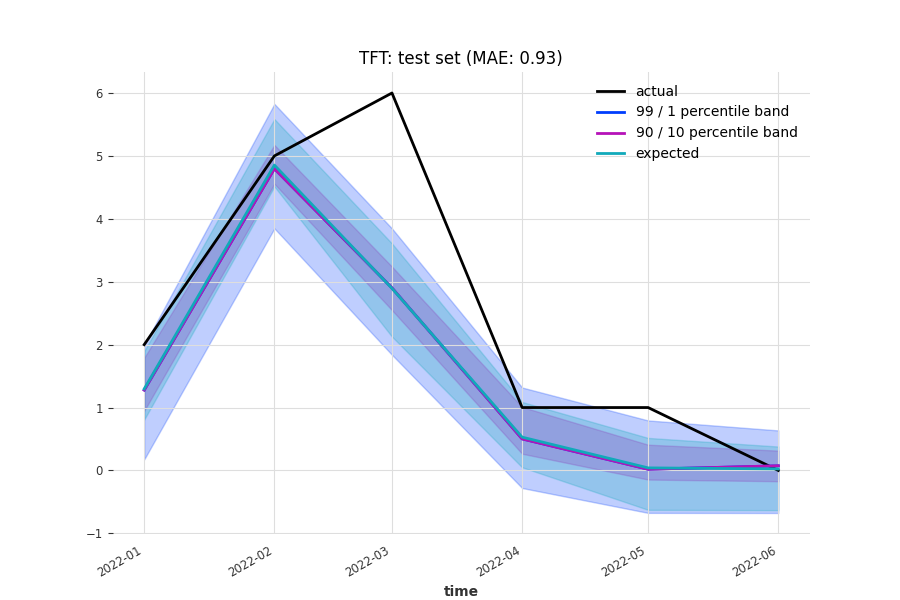 TFT: test set (MAE: 0.93)
actual
99 / 1 percentile band
90 / 10 percentile band
expected
6
5
4
3
2
1
0
−1
2022-01
2022-02
2022-03
2022-04
2022-05
2022-06
time